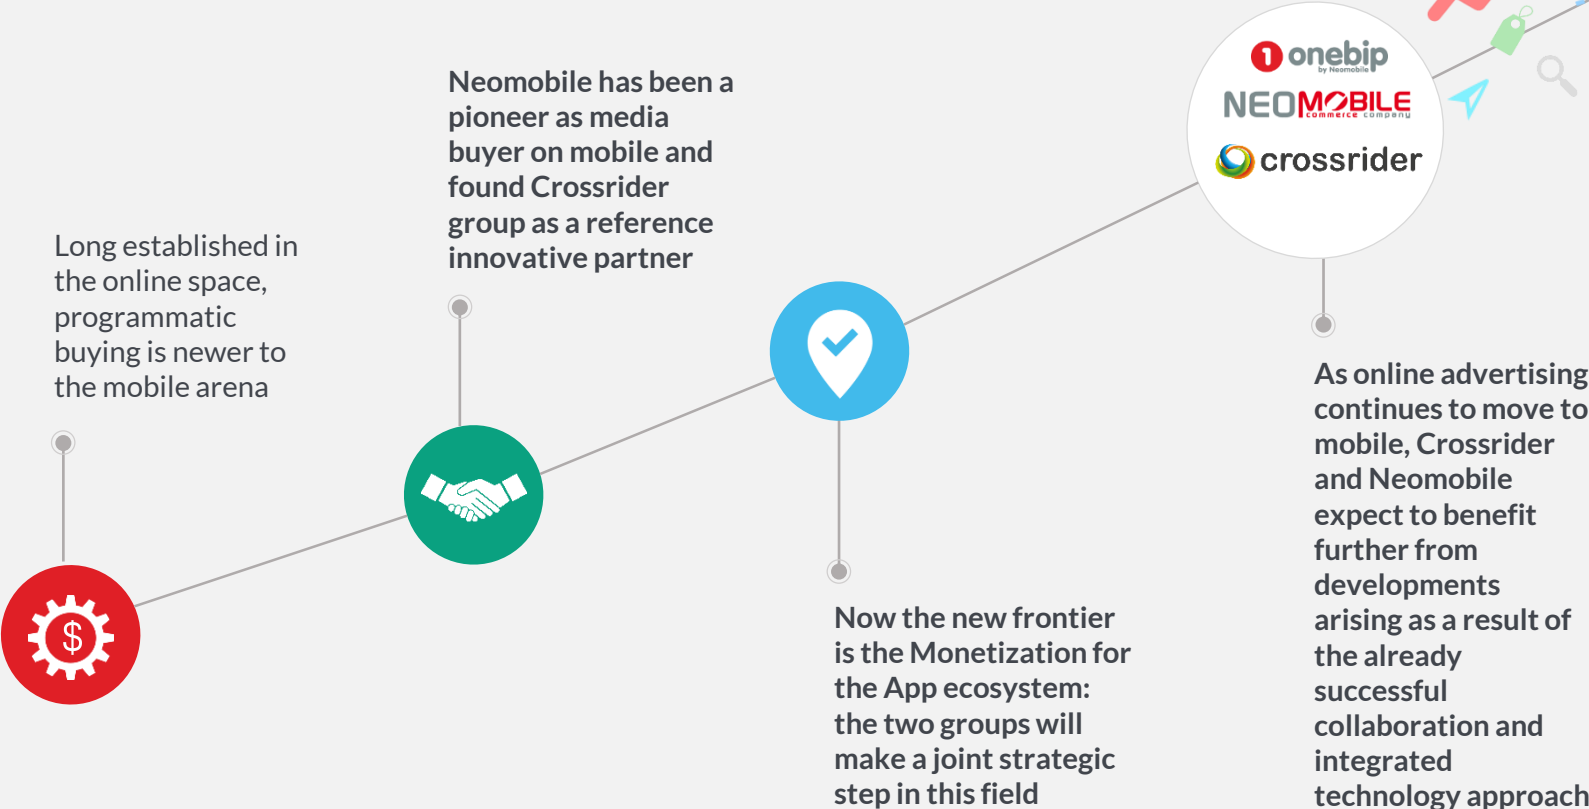 Long established in
the online space,
programmatic
buying is newer to
the mobile arena
$
Neomobile has been a
pioneer as media
buyer on mobile and
found Crossrider
group as a reference
innovative partner
Now the new frontier
is the Monetization for
the App ecosystem:
the two groups will
make a joint strategic
step in this field
1 onebip
by Neomobile
NEOMOBILE
commerce company
crossrider
As online advertising
continues to move to
mobile, Crossrider
and Neomobile
expect to benefit
further from
developments
arising as a result of
the already
successful
collaboration and
integrated
technology approach